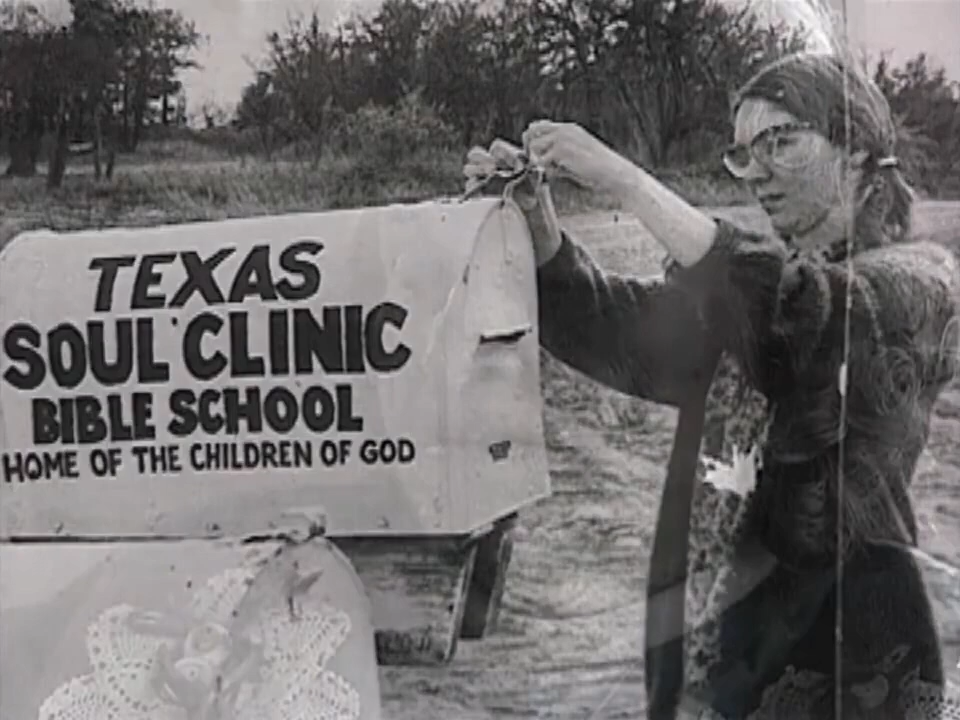 TEXAS
SOUL CLINIC
BIBLE SCHOOL
HOME OF THE CHILDREN OF GOD